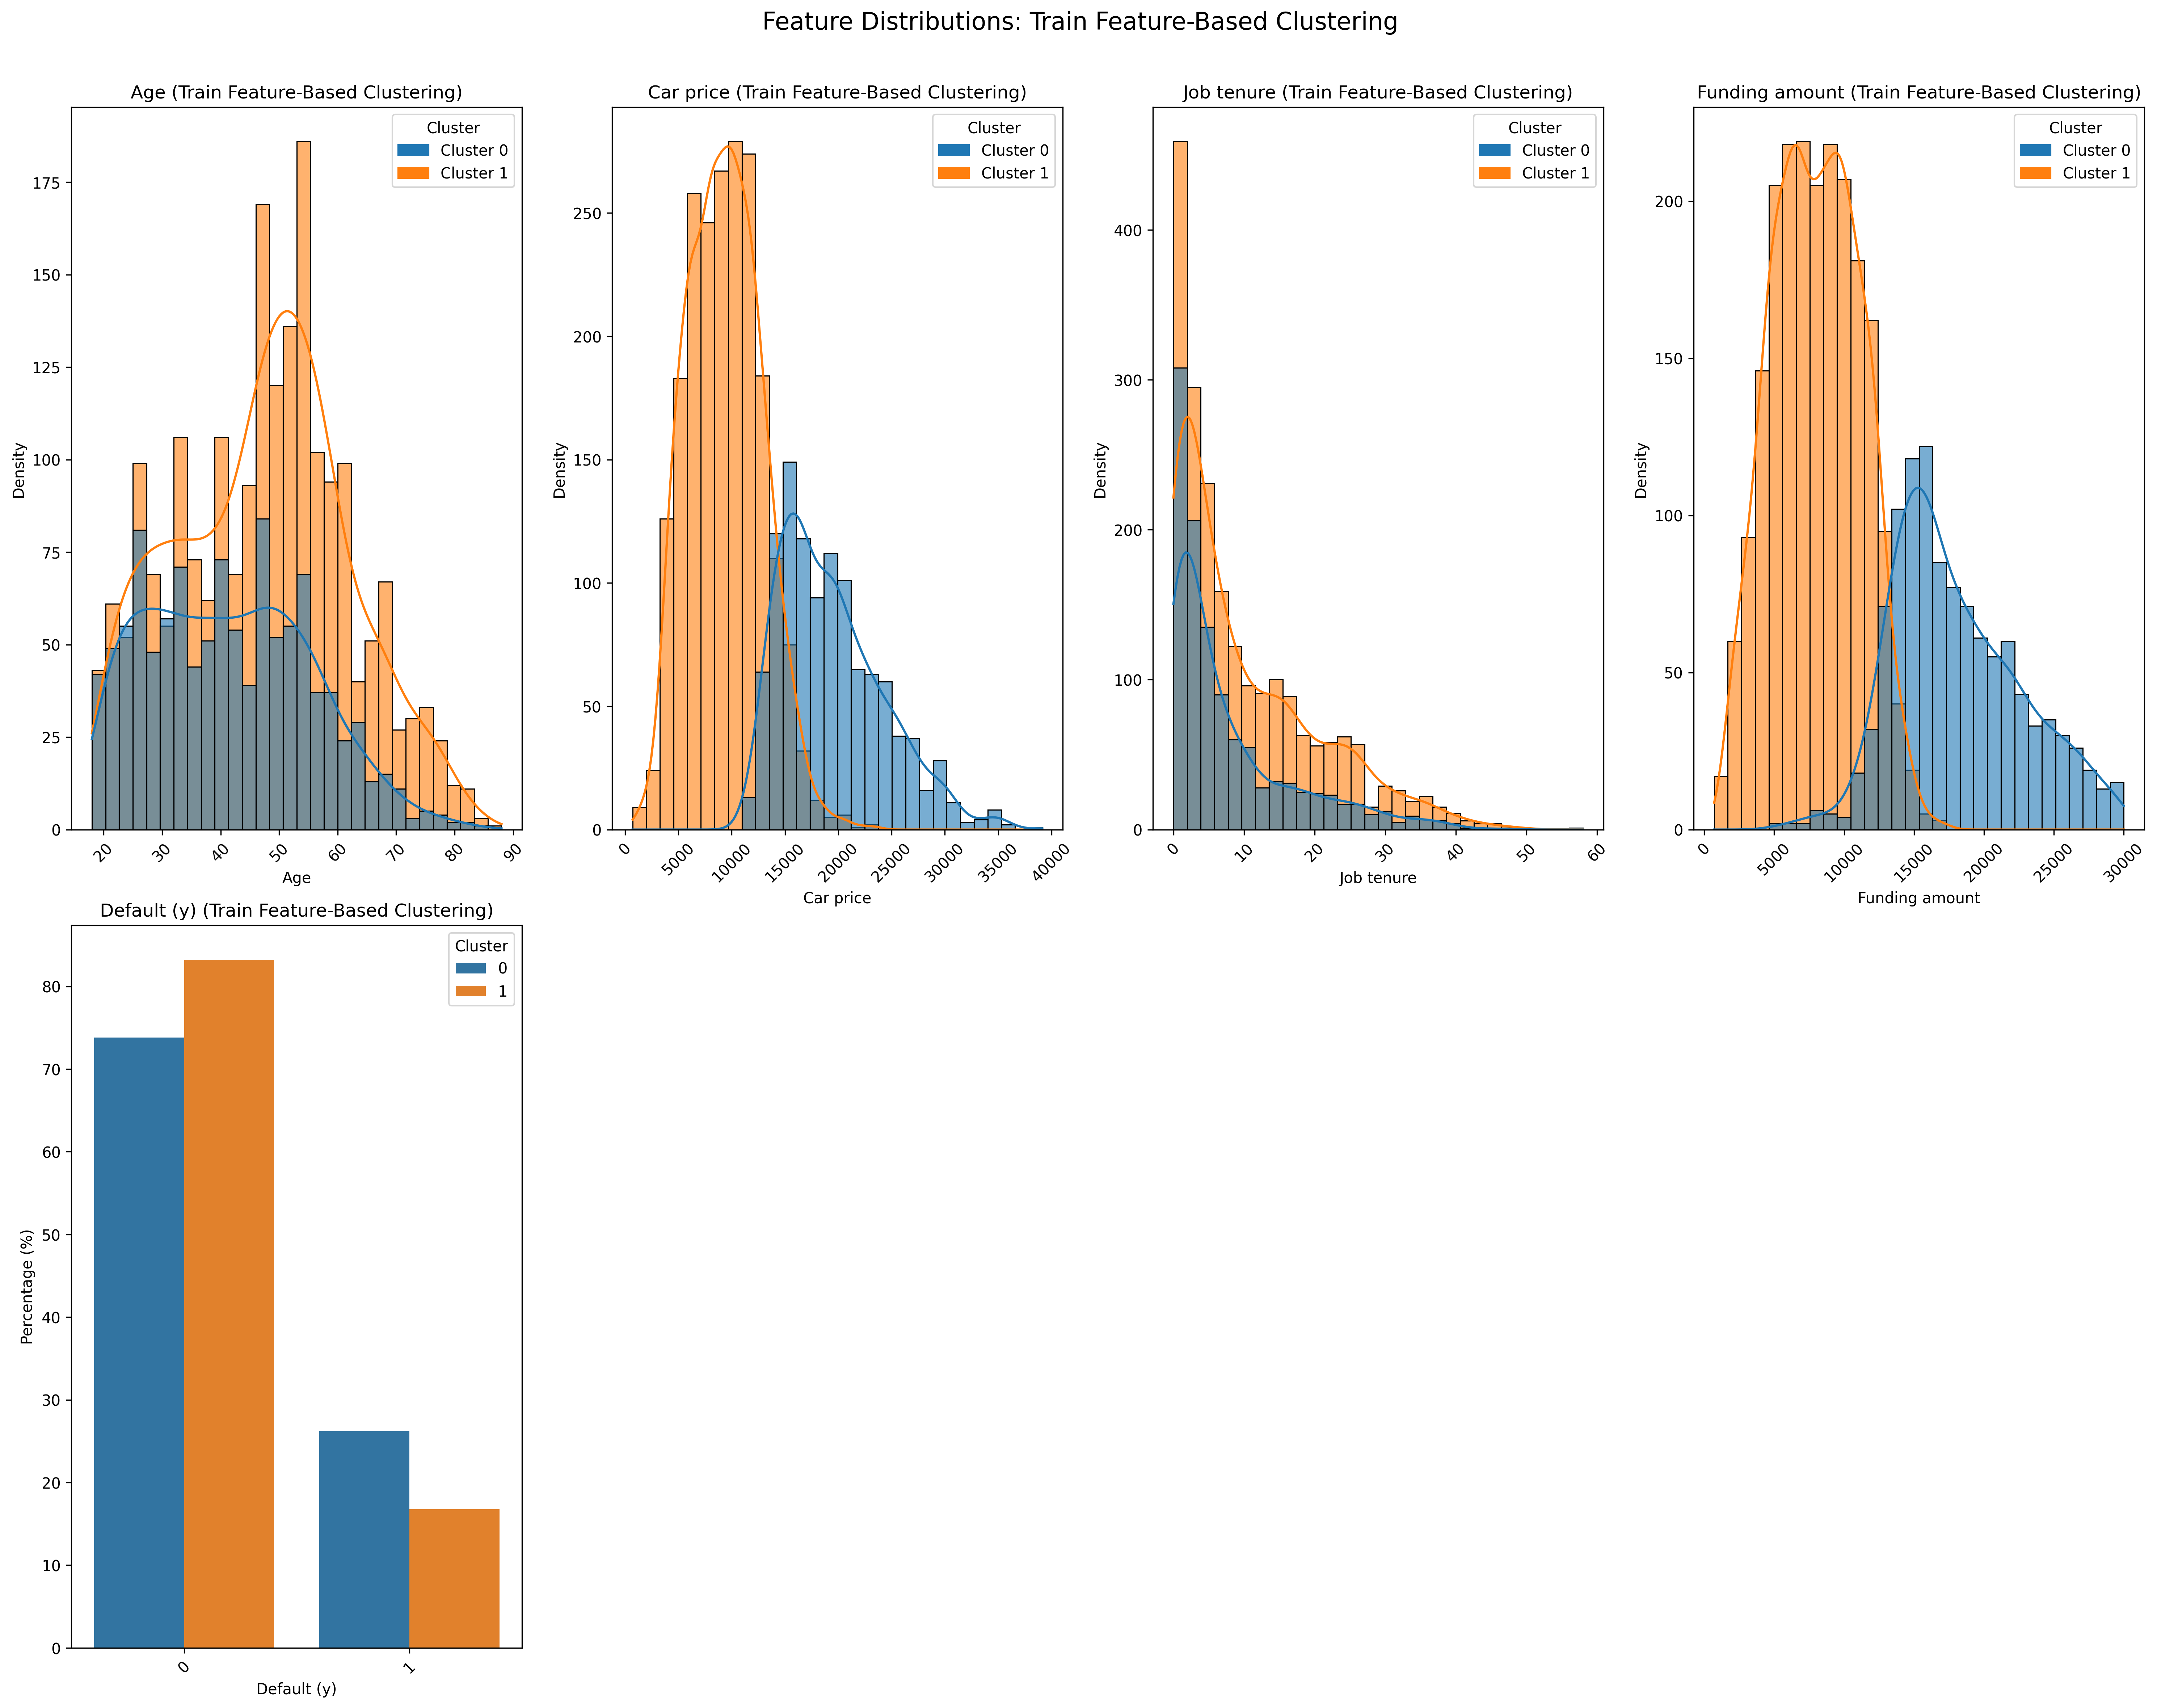 Feature Distributions: Train Feature-Based Clustering
Age (Train Feature-Based Clustering)
Density
175
150
125
100
75
50
25
0
20
30
40
50
60
70
80
90
Age
Cluster
Cluster 0
Cluster 1
Car price (Train Feature-Based Clustering)
Density
250
200
150
100
50
0
0
5000
10000
15000
20000
25000
30000
35000
40000
Car price
Cluster
Cluster 0
Cluster 1
Job tenure (Train Feature-Based Clustering)
Density
400
300
200
100
0
0
10
20
30
40
50
60
Job tenure
Cluster
Cluster 0
Cluster 1
Funding amount (Train Feature-Based Clustering)
Density
200
150
100
50
0
0
5000
10000
15000
20000
25000
30000
Funding amount
Cluster
Cluster 0
Cluster 1
Default (y) (Train Feature-Based Clustering)
Percentage (%)
80
70
60
50
40
30
20
10
0
0
1
Default (y)
Cluster
0
1